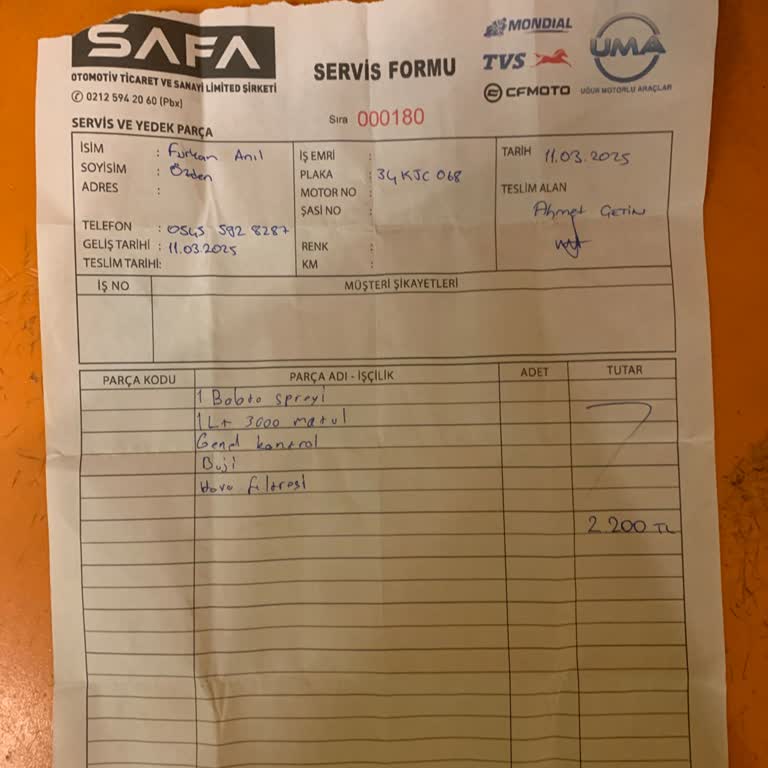 SAFA
OTOMOTİV TİCARET VE SANAYİ LİMİTED ŞİRKETİ
✆ 0212 594 20 60 (Pbx)
SERVİS FORMU
MONDIAL
TVS
CFMOTO
UMA
UĞUR MOTORLU ARAÇLAR
Sıra 000180
SERVİS VE YEDEK PARÇA
İSİM : Furkan Anıl
SOYİSİM : Özden
ADRES :
TELEFON : 0545 592 8287
GELİŞ TARİHİ : 11.03.2025
TESLİM TARİHİ:
İŞ EMRİ :
PLAKA : 34 KJC 068
MOTOR NO :
ŞASİ NO :
RENK :
KM :
TARİH 11.03.2025
TESLİM ALAN
Ahmet Çetin
İŞ NO
MÜŞTERİ ŞİKAYETLERİ
PARÇA KODU
PARÇA ADI - İŞÇİLİK
ADET
TUTAR
1 Babta spreyi
1 Lt 3000 motul
Genel kontrol
Buji
Hava filtresi
2.200 TL